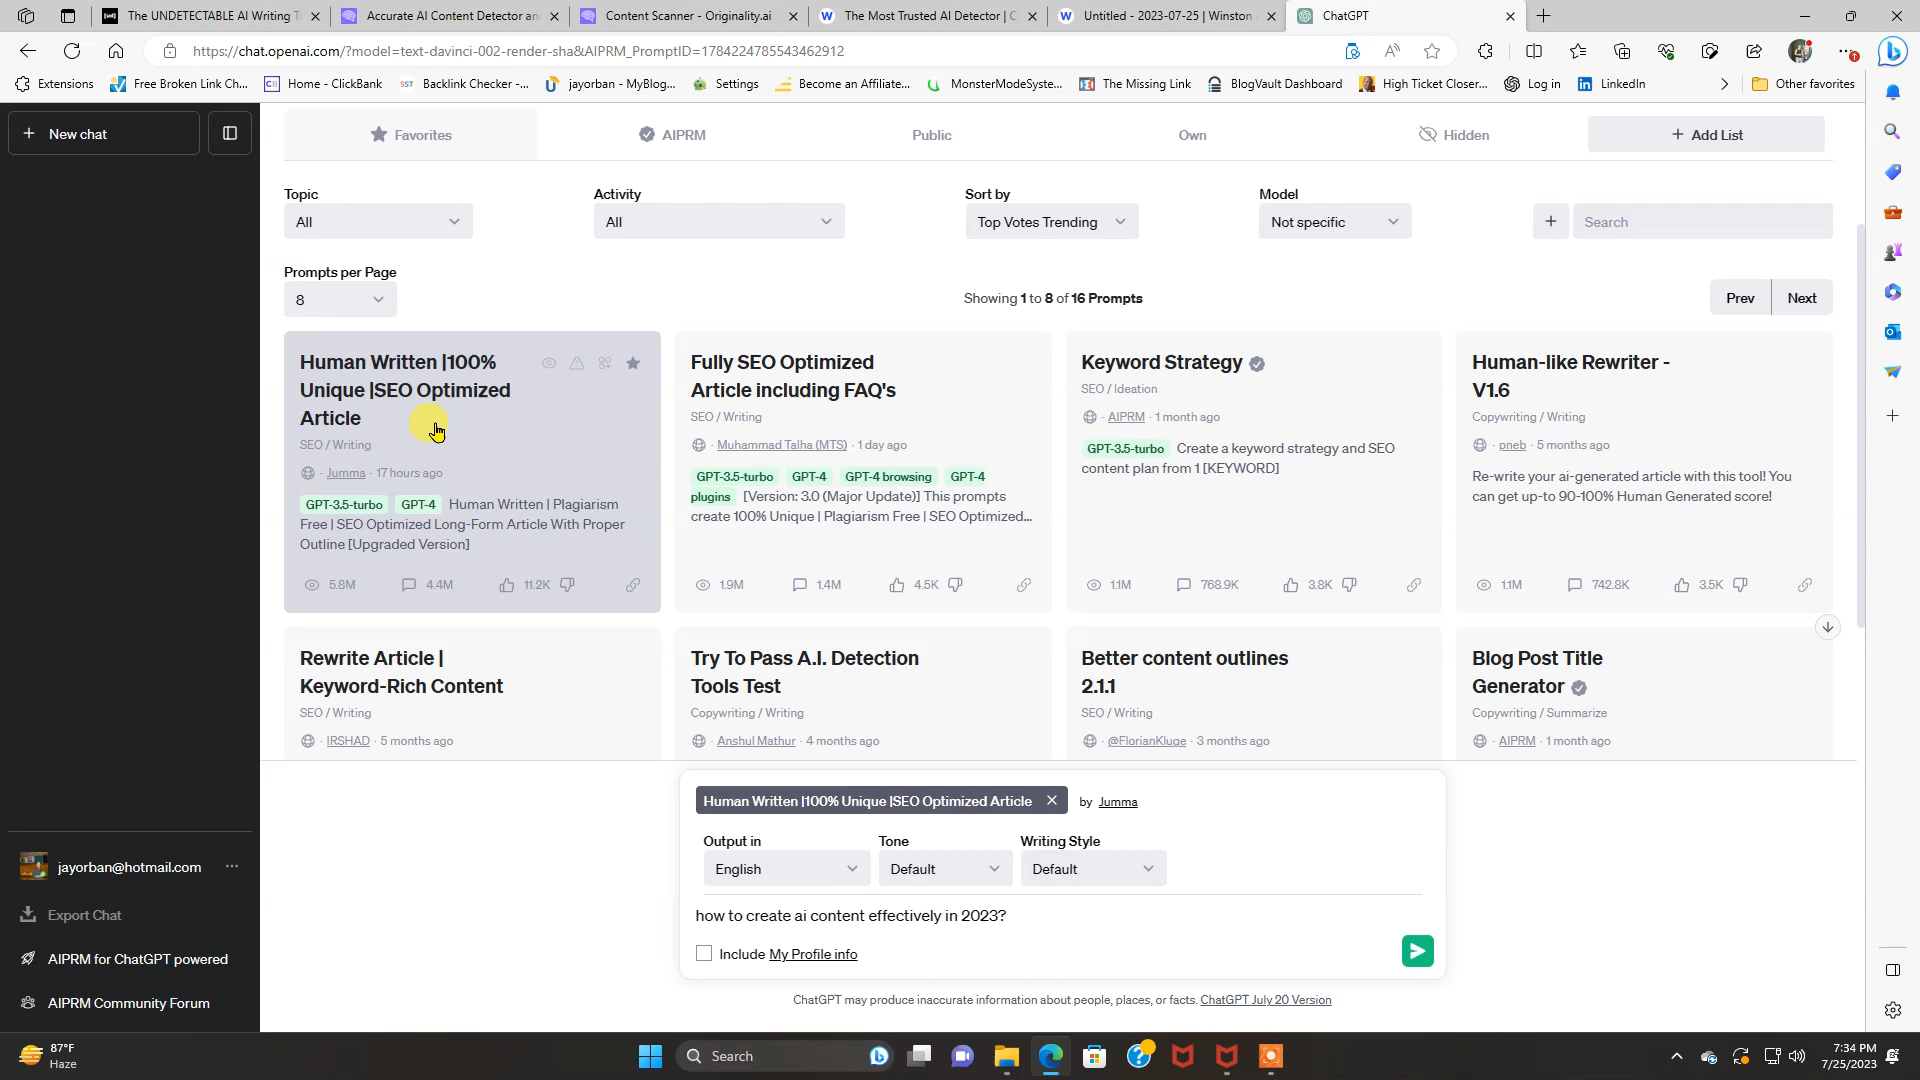 The UNDETECTABLE AI Writing To
Accurate AI Content Detector an
Content Scanner - Originality.ai
The Most Trusted AI Detector | C
Untitled - 2023-07-25 | Winston
ChatGPT
https://chat.openai.com/?model=text-davinci-002-render-sha&AIPRM_PromptID=1784224785543462912
Extensions
Free Broken Link Ch...
Home - ClickBank
Backlink Checker -...
jayorban - MyBlog...
Settings
Become an Affiliate...
MonsterModeSyste...
The Missing Link
BlogVault Dashboard
High Ticket Closer...
Log in
LinkedIn
Other favorites
New chat
Favorites
AIPRM
Public
Own
Hidden
+ Add List
Topic
Activity
Sort by
Model
All
All
Top Votes Trending
Not specific
+
Search
Prompts per Page
8
Showing 1 to 8 of 16 Prompts
Prev
Next
Human Written |100%
Unique |SEO Optimized
Article
SEO / Writing
Jumma · 17 hours ago
GPT-3.5-turbo GPT-4 Human Written | Plagiarism
Free | SEO Optimized Long-Form Article With Proper
Outline [Upgraded Version]
5.8M
4.4M
11.2K
Fully SEO Optimized
Article including FAQ's
SEO / Writing
· Muhammad Talha (MTS) · 1 day ago
GPT-3.5-turbo GPT-4 GPT-4 browsing GPT-4
plugins [Version: 3.0 (Major Update)] This prompts
create 100% Unique | Plagiarism Free | SEO Optimized...
1.9M
1.4M
4.5K
Keyword Strategy
SEO / Ideation
· AIPRM · 1 month ago
GPT-3.5-turbo Create a keyword strategy and SEO
content plan from 1 [KEYWORD]
1.1M
768.9K
3.8K
Human-like Rewriter -
V1.6
Copywriting / Writing
· pneb · 5 months ago
Re-write your ai-generated article with this tool! You
can get up-to 90-100% Human Generated score!
1.1M
742.8K
3.5K
Rewrite Article |
Keyword-Rich Content
SEO / Writing
· IRSHAD · 5 months ago
Try To Pass A.I. Detection
Tools Test
Copywriting / Writing
· Anshul Mathur · 4 months ago
Better content outlines
2.1.1
SEO / Writing
· @FlorianKluge · 3 months ago
Blog Post Title
Generator
Copywriting / Summarize
· AIPRM · 1 month ago
Human Written |100% Unique |SEO Optimized Article
by Jumma
Output in
Tone
Writing Style
English
Default
Default
how to create ai content effectively in 2023?
Include My Profile info
ChatGPT may produce inaccurate information about people, places, or facts. ChatGPT July 20 Version
jayorban@hotmail.com
Export Chat
AIPRM for ChatGPT powered
AIPRM Community Forum
87°F
Haze
Search
7:34 PM
7/25/2023